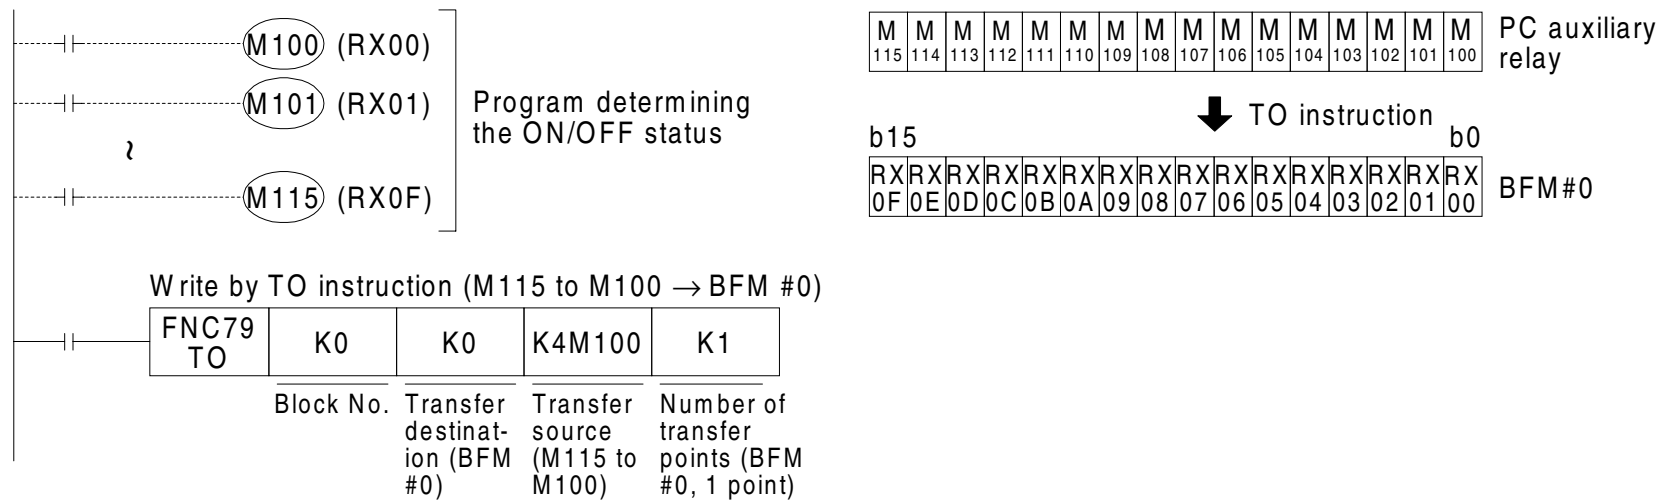 M100 (RX00)
M101 (RX01)
~
M115 (RX0F)
Program determining
the ON/OFF status
M M M M M M M M M M M M M M M M
115 114 113 112 111 110 109 108 107 106 105 104 103 102 101 100
PC auxiliary
relay
TO instruction
b15 b0
RX RX RX RX RX RX RX RX RX RX RX RX RX RX RX RX
0F 0E 0D 0C 0B 0A 09 08 07 06 05 04 03 02 01 00
BFM#0
Write by TO instruction (M115 to M100 → BFM #0)
FNC79
TO
K0
K0
K4M100
K1
Block No.
Transfer
destinat-
ion (BFM
#0)
Transfer
source
(M115 to
M100)
Number of
transfer
points (BFM
#0, 1 point)